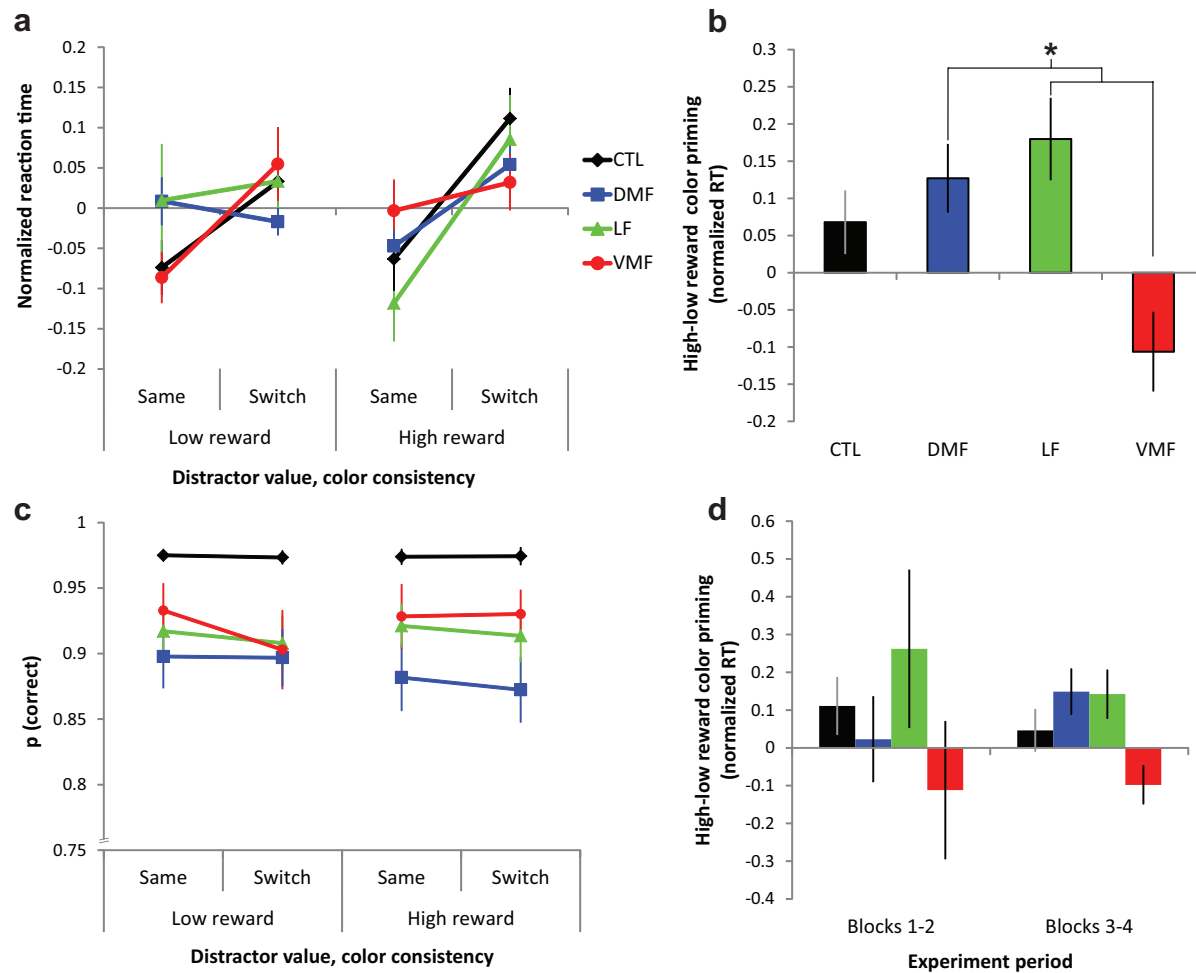 a
Normalized reaction time
0.2
0.15
0.1
0.05
0
-0.05
-0.1
-0.15
-0.2
Same Switch Same Switch
Low reward High reward
Distractor value, color consistency
CTL
DMF
LF
VMF
b
High-low reward color priming
(normalized RT)
0.3
0.25
0.2
0.15
0.1
0.05
0
-0.05
-0.1
-0.15
-0.2
*
CTL DMF LF VMF
c
p (correct)
1
0.95
0.9
0.85
0.8
0.75
Same Switch Same Switch
Low reward High reward
Distractor value, color consistency
d
High-low reward color priming
(normalized RT)
0.6
0.5
0.4
0.3
0.2
0.1
0
-0.1
-0.2
-0.3
-0.4
Blocks 1-2 Blocks 3-4
Experiment period